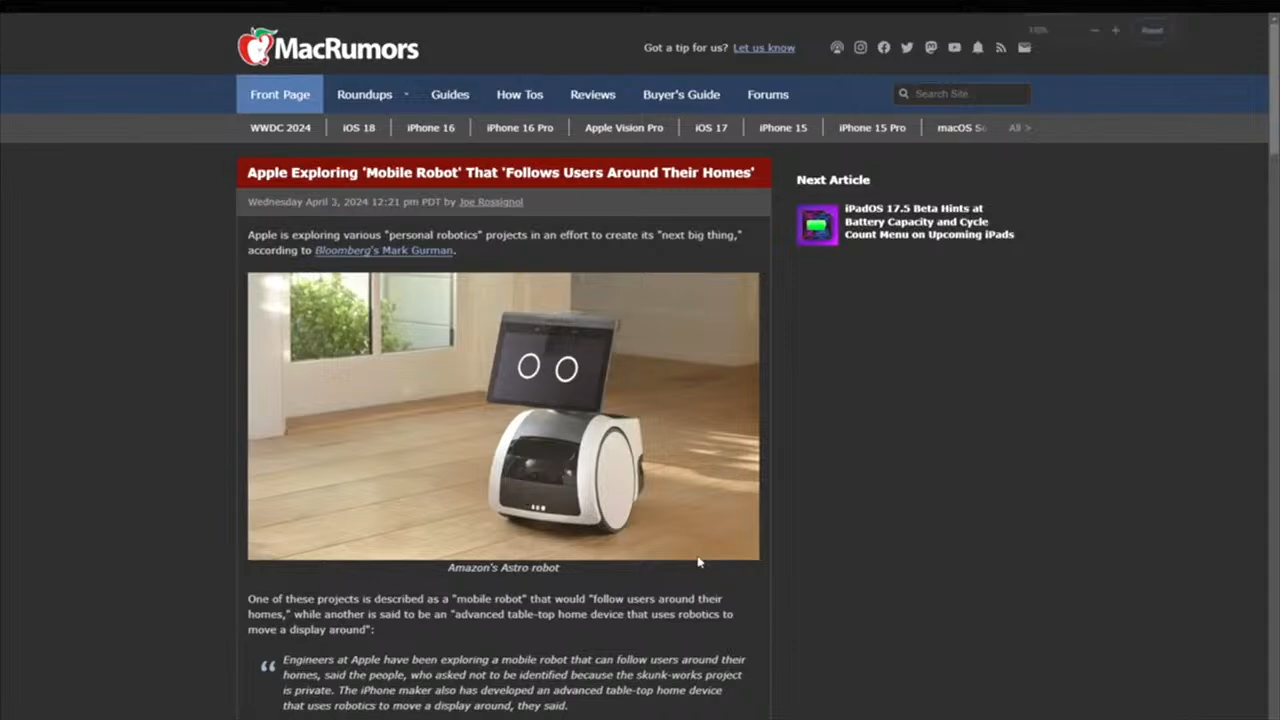 MacRumors
Got a tip for us? Let us know
110%
Reset
Front Page Roundups Guides How Tos Reviews Buyer's Guide Forums
Search Site
WWDC 2024 iOS 18 iPhone 16 iPhone 16 Pro Apple Vision Pro iOS 17 iPhone 15 iPhone 15 Pro macOS So All >
Apple Exploring 'Mobile Robot' That 'Follows Users Around Their Homes'
Wednesday April 3, 2024 12:21 pm PDT by Joe Rossignol
Apple is exploring various "personal robotics" projects in an effort to create its "next big thing,"
according to Bloomberg's Mark Gurman.
Amazon's Astro robot
One of these projects is described as a "mobile robot" that would "follow users around their
homes," while another is said to be an "advanced table-top home device that uses robotics to
move a display around":
“ Engineers at Apple have been exploring a mobile robot that can follow users around their
homes, said the people, who asked not to be identified because the skunk-works project
is private. The iPhone maker also has developed an advanced table-top home device
that uses robotics to move a display around, they said.
Next Article
iPadOS 17.5 Beta Hints at
Battery Capacity and Cycle
Count Menu on Upcoming iPads